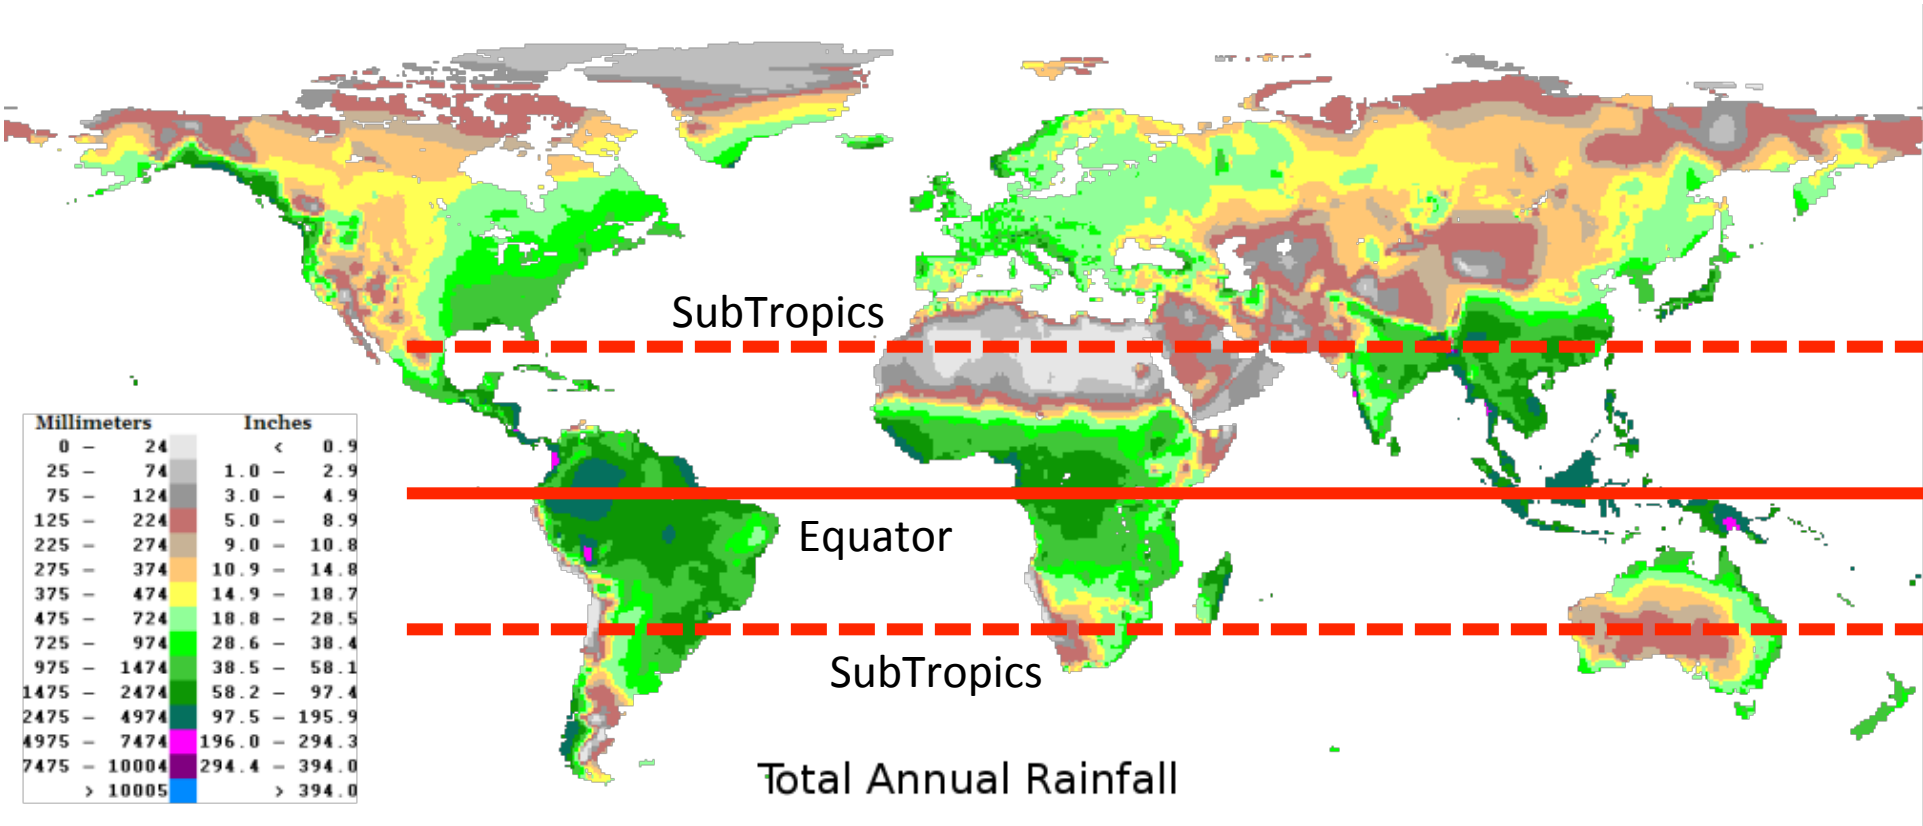 SubTropics
Millimeters Inches
0 – 24 < 0.9
25 – 74 1.0 – 2.9
75 – 124 3.0 – 4.9
125 – 224 5.0 – 8.9
225 – 274 9.0 – 10.8
275 – 374 10.9 – 14.8
375 – 474 14.9 – 18.7
475 – 724 18.8 – 28.5
725 – 974 28.6 – 38.4
975 – 1474 38.5 – 58.1
1475 – 2474 58.2 – 97.4
2475 – 4974 97.5 – 195.9
4975 – 7474 196.0 – 294.3
7475 – 10004 294.4 – 394.0
> 10005 > 394.0
Equator
SubTropics
Total Annual Rainfall